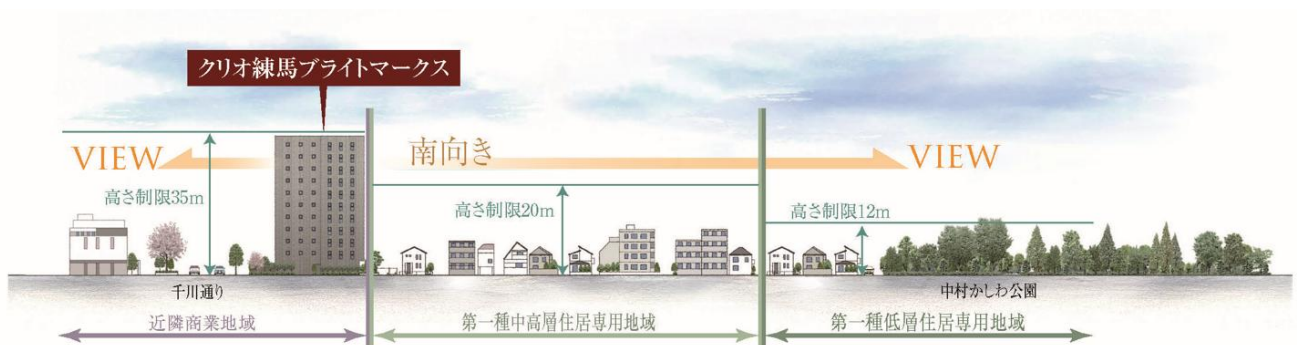 クリオ練馬ブライトマークス
VIEW
南向き
VIEW
高さ制限35m
高さ制限20m
高さ制限12m
千川通り
中村かしわ公園
近隣商業地域
第一種中高層住居専用地域
第一種低層住居専用地域